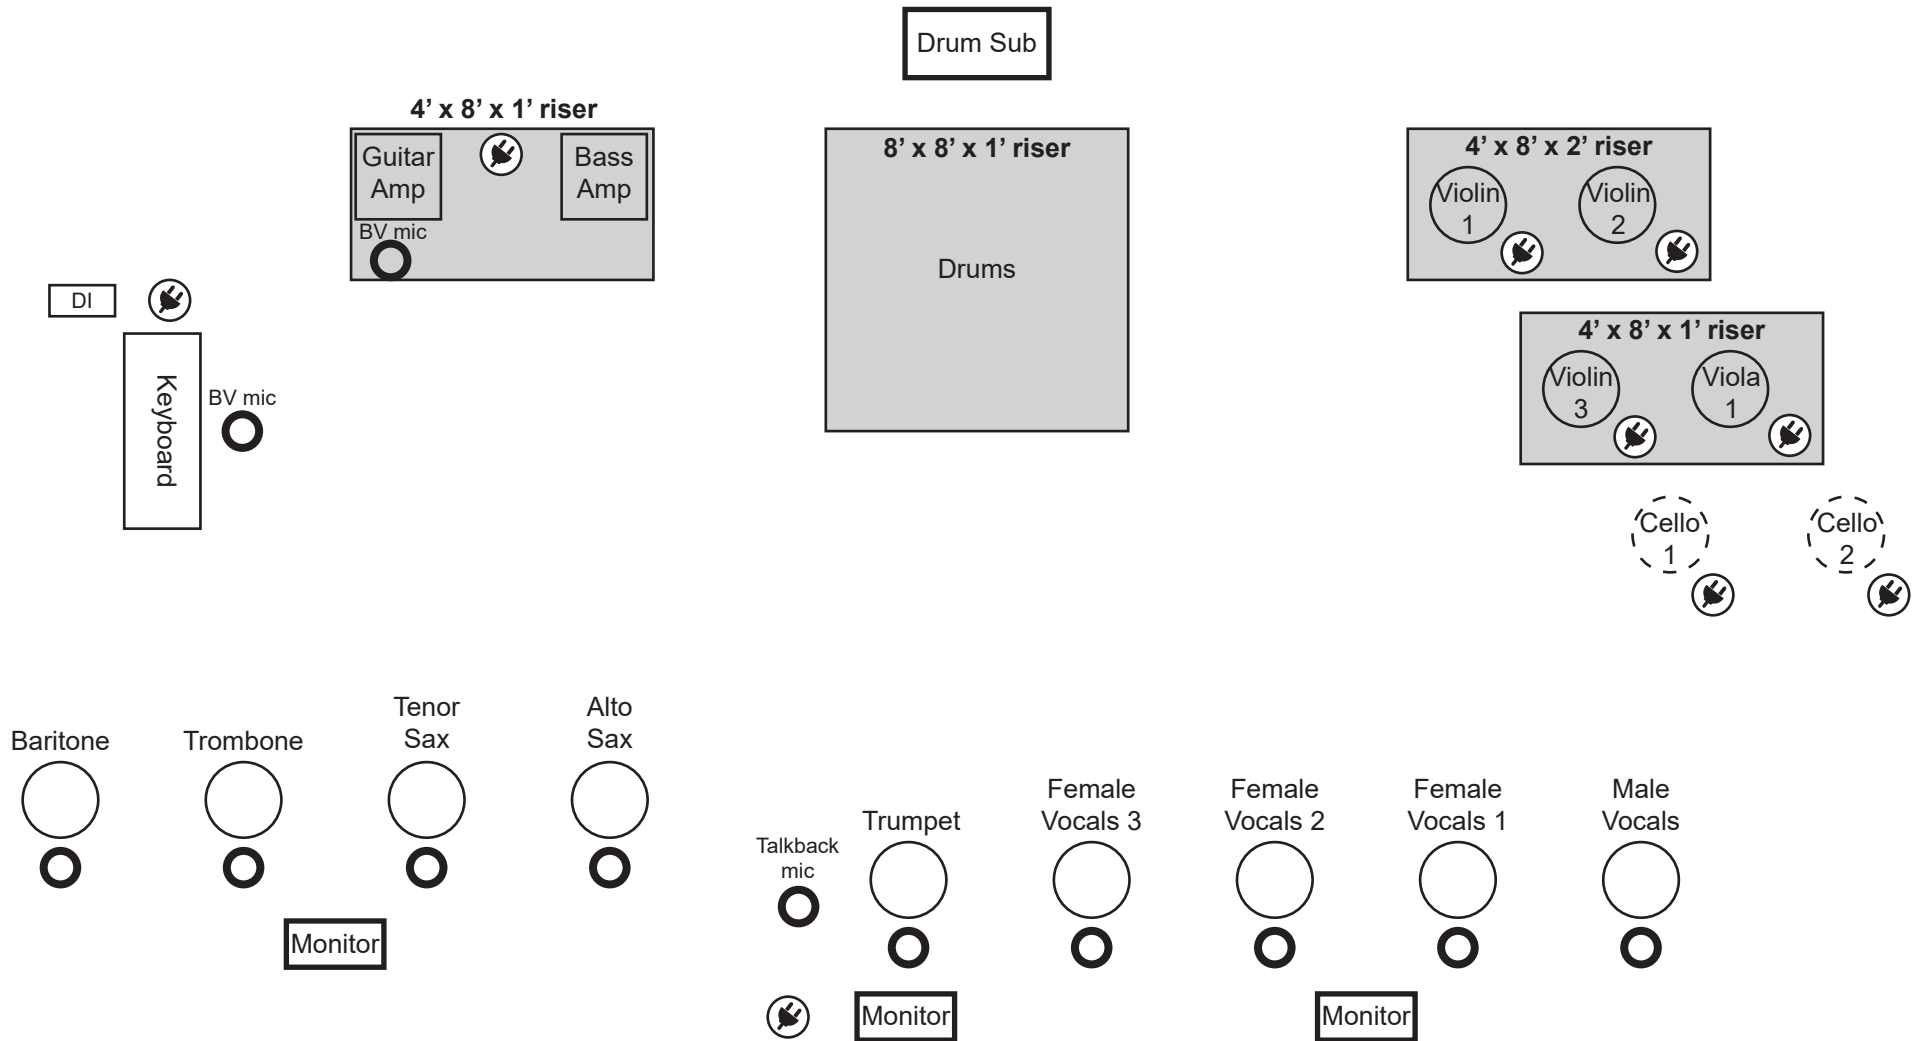 Drum Sub
4’ x 8’ x 1’ riser
Guitar
Amp
Bass
Amp
BV mic
8’ x 8’ x 1’ riser
Drums
4’ x 8’ x 2’ riser
Violin
1
Violin
2
DI
Keyboard
BV mic
4’ x 8’ x 1’ riser
Violin
3
Viola
1
Cello
1
Cello
2
Baritone
Trombone
Tenor
Sax
Alto
Sax
Monitor
Talkback
mic
Trumpet
Female
Vocals 3
Female
Vocals 2
Female
Vocals 1
Male
Vocals
Monitor
Monitor